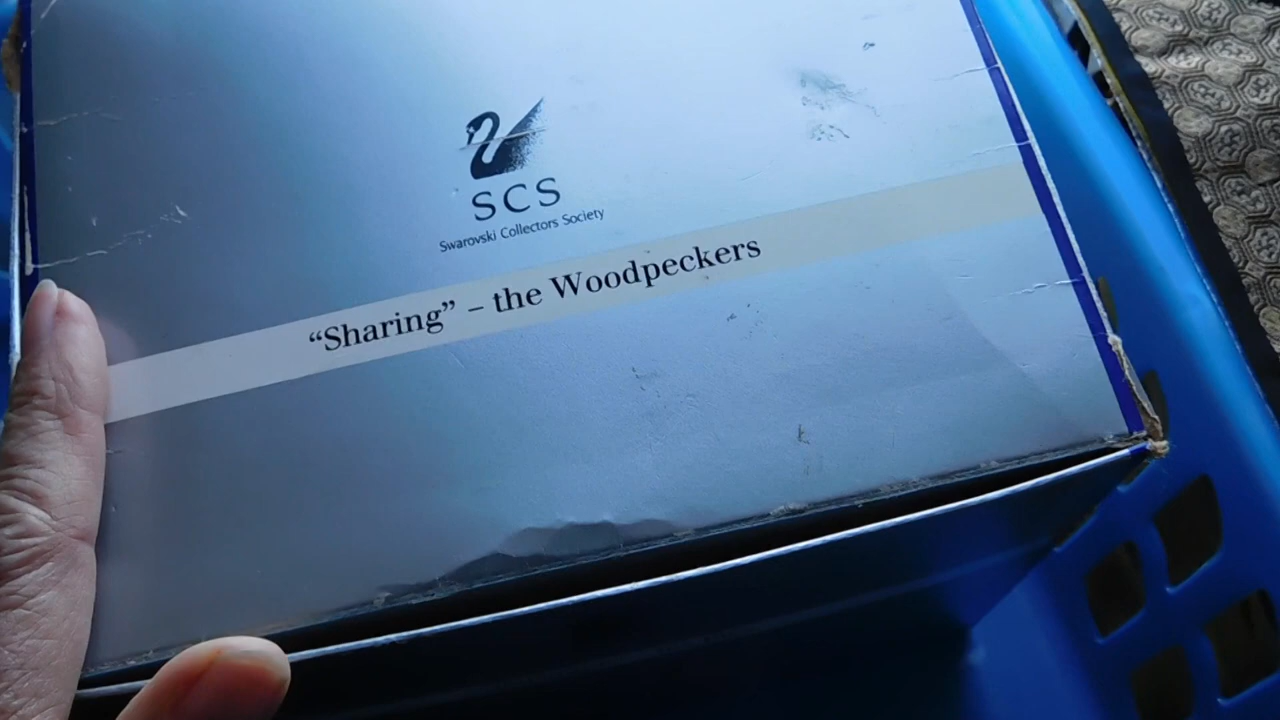 SCS
Swarovski Collectors Society
“Sharing” – the Woodpeckers